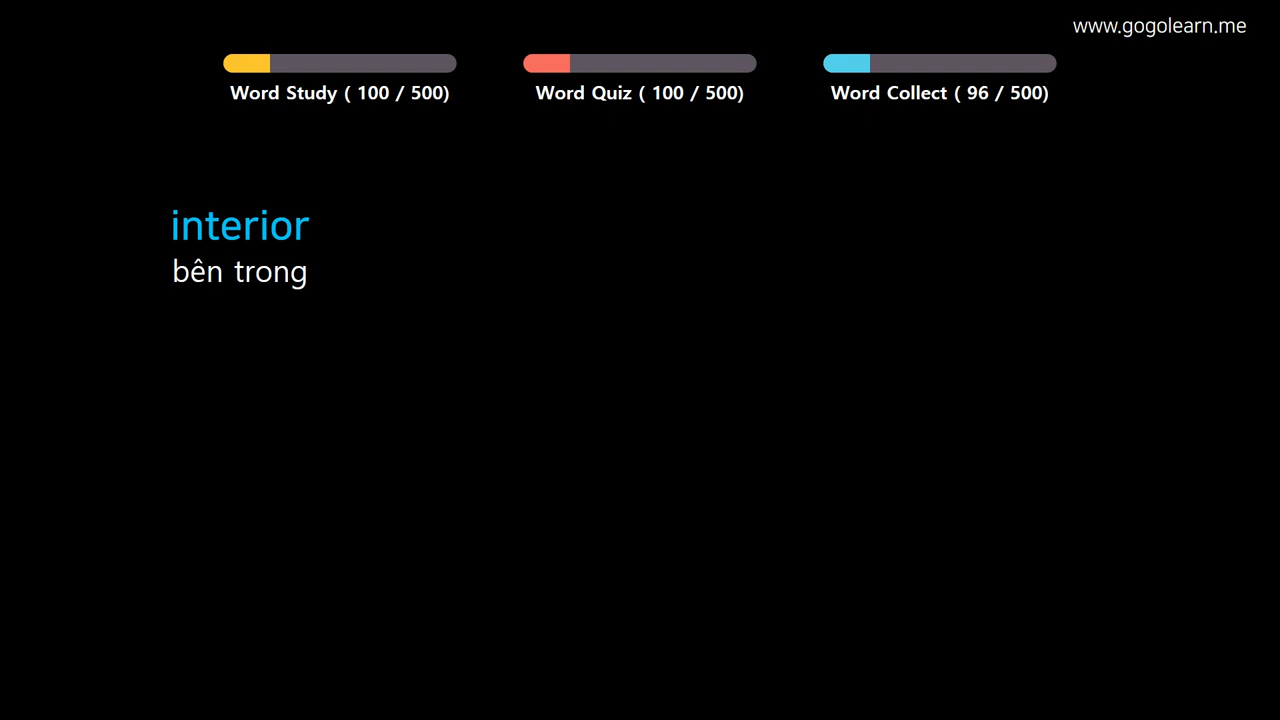 www.gogolearn.me
Word Study ( 100 / 500)
Word Quiz ( 100 / 500)
Word Collect ( 96 / 500)
interior
bên trong